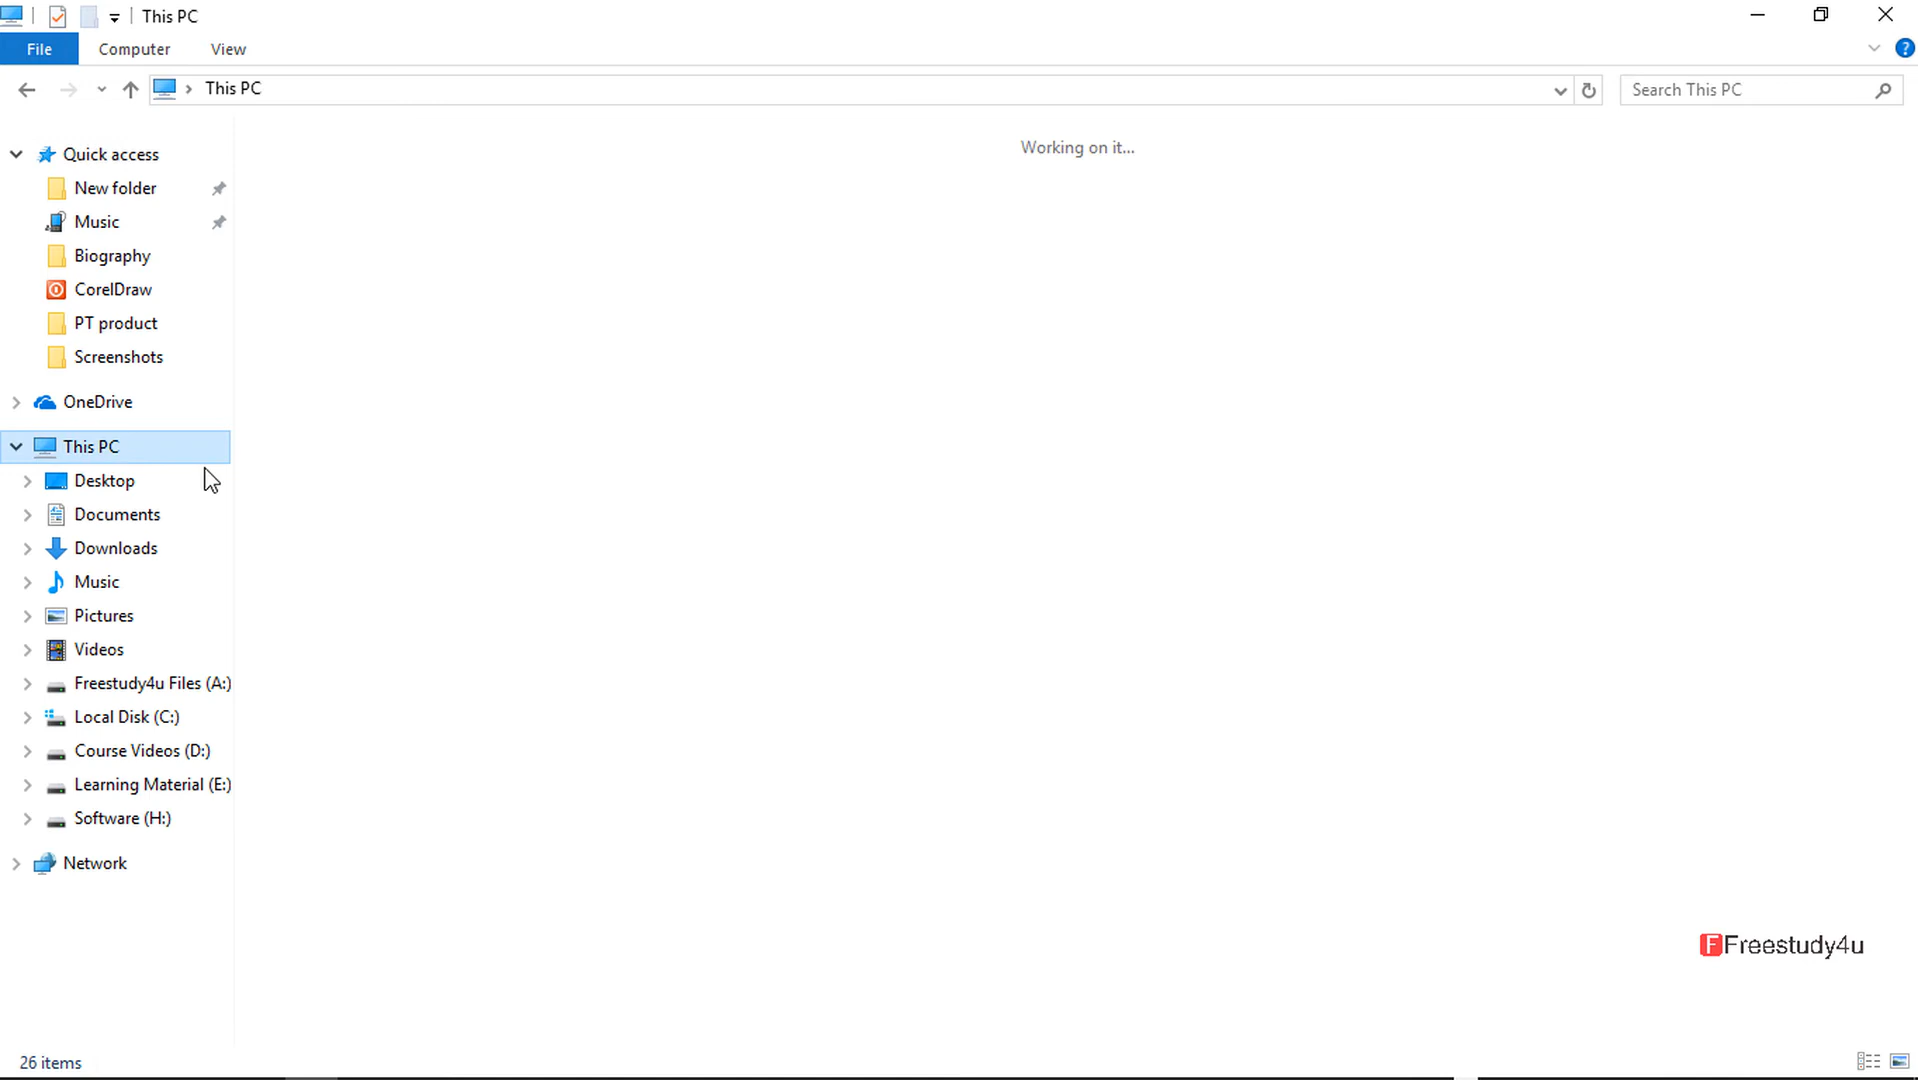 This PC
File Computer View
This PC
Search This PC
Working on it...
Quick access
New folder
Music
Biography
CorelDraw
PT product
Screenshots
OneDrive
This PC
Desktop
Documents
Downloads
Music
Pictures
Videos
Freestudy4u Files (A:)
Local Disk (C:)
Course Videos (D:)
Learning Material (E:)
Software (H:)
Network
F Freestudy4u
26 items